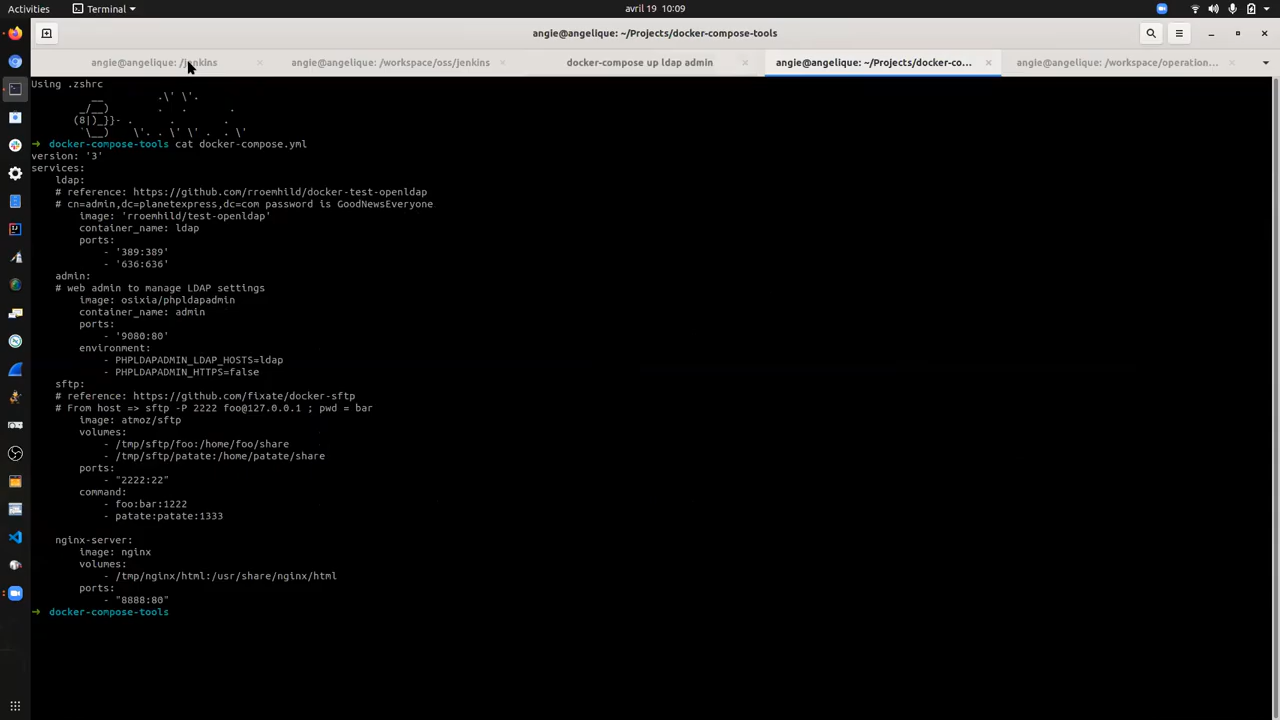 Activities
Terminal
avril 19 10:09
angie@angelique: ~/Projects/docker-compose-tools
angie@angelique: /jenkins
angie@angelique: /workspace/oss/jenkins
docker-compose up ldap admin
angie@angelique: ~/Projects/docker-co...
angie@angelique: /workspace/operation...
Using .zshrc
         __          .\' \'.
       _/__)         .   .       .
      (8|)_}}- .      .        .
       `\__)    \'. . \' \' .  . \'
➜  docker-compose-tools cat docker-compose.yml
version: '3'
services:
    ldap:
    # reference: https://github.com/rroemhild/docker-test-openldap
    # cn=admin,dc=planetexpress,dc=com password is GoodNewsEveryone
        image: 'rroemhild/test-openldap'
        container_name: ldap
        ports:
            - '389:389'
            - '636:636'
    admin:
    # web admin to manage LDAP settings
        image: osixia/phpldapadmin
        container_name: admin
        ports:
            - '9080:80'
        environment:
            - PHPLDAPADMIN_LDAP_HOSTS=ldap
            - PHPLDAPADMIN_HTTPS=false
    sftp:
    # reference: https://github.com/fixate/docker-sftp
    # From host => sftp -P 2222 foo@127.0.0.1 ; pwd = bar
        image: atmoz/sftp
        volumes:
            - /tmp/sftp/foo:/home/foo/share
            - /tmp/sftp/patate:/home/patate/share
        ports:
            - "2222:22"
        command:
            - foo:bar:1222
            - patate:patate:1333
    nginx-server:
        image: nginx
        volumes:
            - /tmp/nginx/html:/usr/share/nginx/html
        ports:
            - "8888:80"
➜  docker-compose-tools